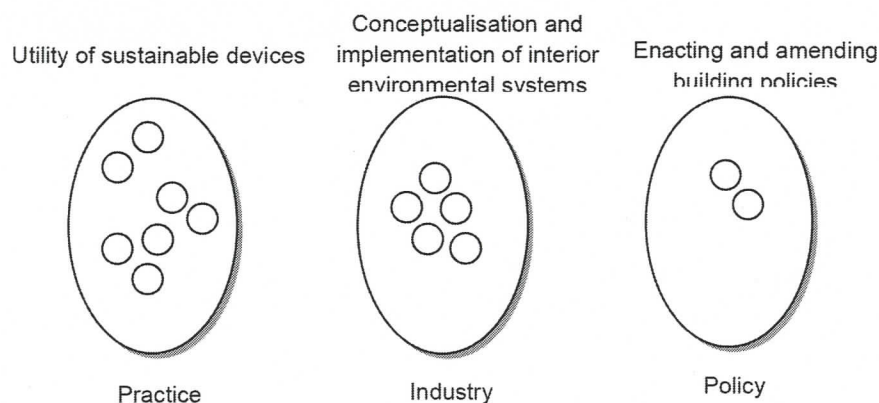 Utility of sustainable devices
Conceptualisation and
implementation of interior
environmental systems
Enacting and amending
building policies
Practice
Industry
Policy